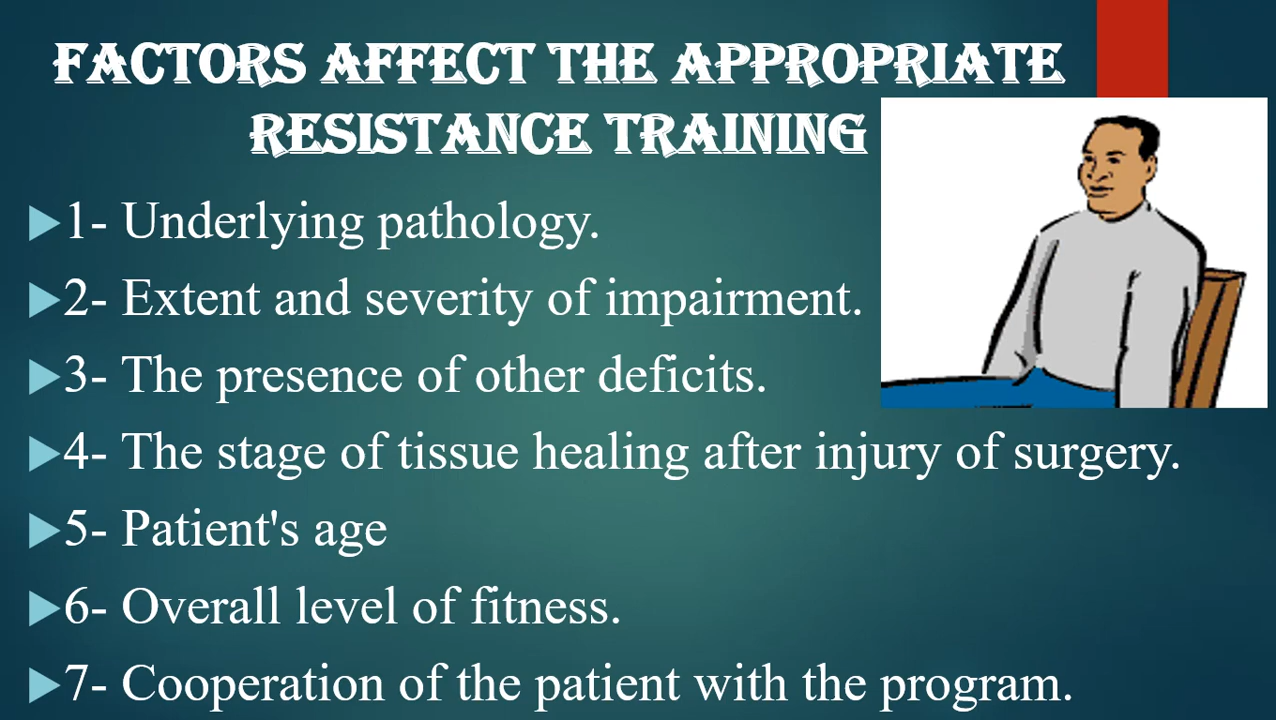 FACTORS AFFECT THE APPROPRIATE
RESISTANCE TRAINING
1- Underlying pathology.
2- Extent and severity of impairment.
3- The presence of other deficits.
4- The stage of tissue healing after injury of surgery.
5- Patient's age
6- Overall level of fitness.
7- Cooperation of the patient with the program.